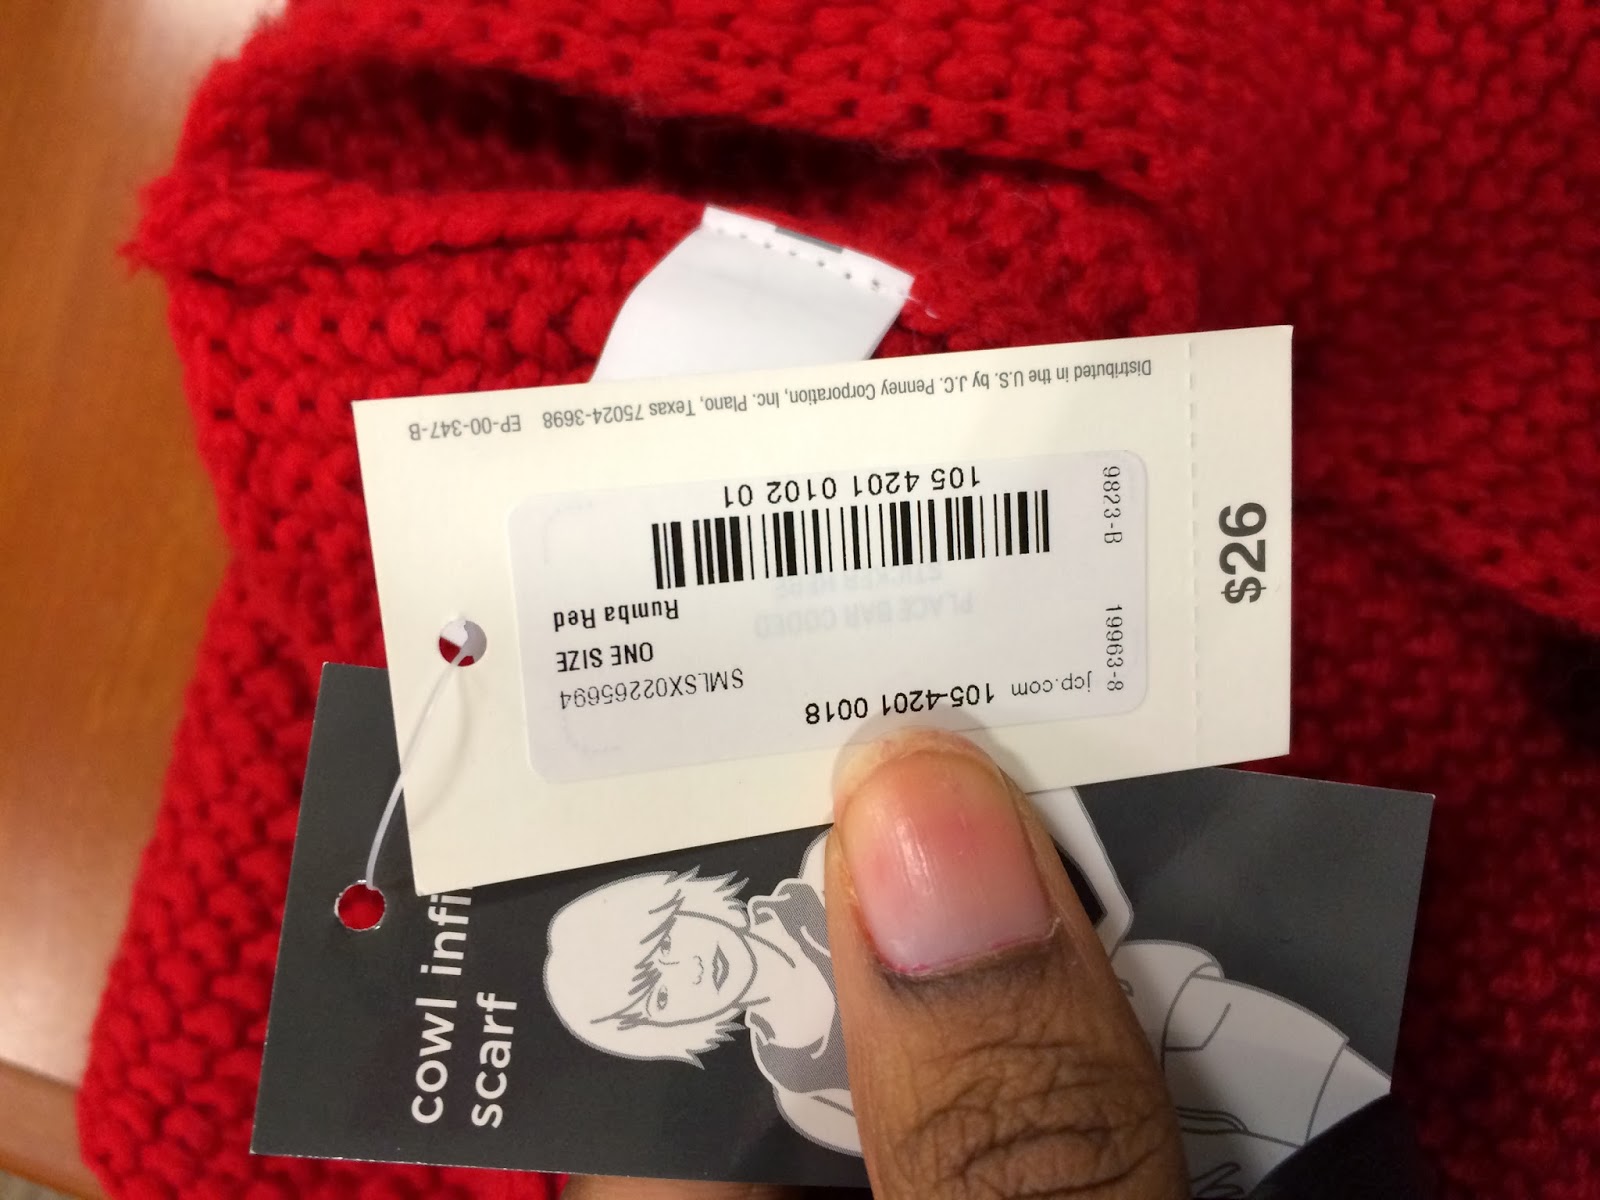 Distributed in the U.S. by J.C. Penney Corporation, Inc. Plano, Texas 75024-3698 EP-00-347-B
9823-B 19963-8
105 4201 0102 01
PLACE BAR CODED
STICKER HERE
Rumba Red
ONE SIZE
SMLSX02265694
jcp.com 105-4201 0018
$26
cowl infi
scarf